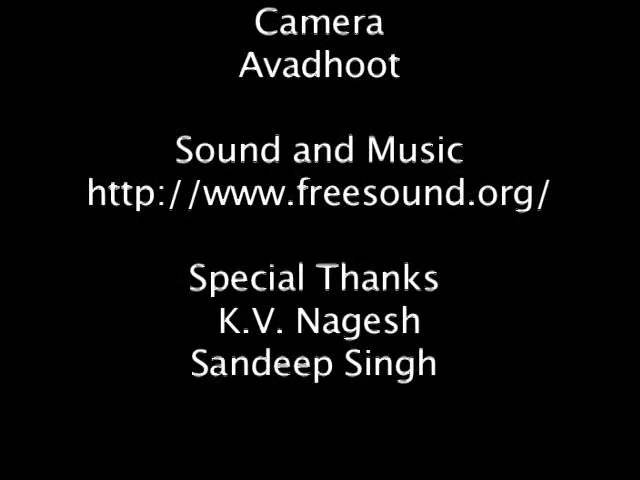 Camera
Avadhoot
Sound and Music
http://www.freesound.org/
Special Thanks
K.V. Nagesh
Sandeep Singh